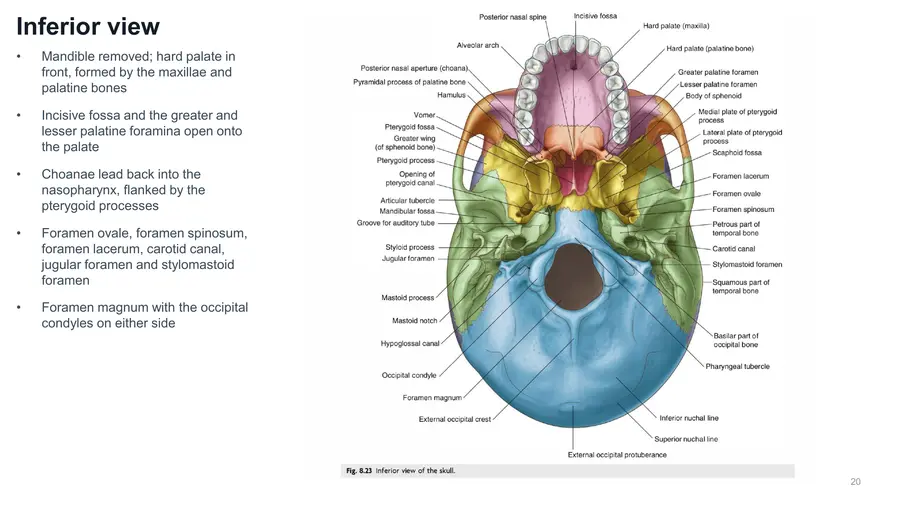 Inferior view
• Mandible removed; hard palate in
front, formed by the maxillae and
palatine bones
• Incisive fossa and the greater and
lesser palatine foramina open onto
the palate
• Choanae lead back into the
nasopharynx, flanked by the
pterygoid processes
• Foramen ovale, foramen spinosum,
foramen lacerum, carotid canal,
jugular foramen and stylomastoid
foramen
• Foramen magnum with the occipital
condyles on either side
Posterior nasal spine
Incisive fossa
Hard palate (maxilla)
Alveolar arch
Hard palate (palatine bone)
Posterior nasal aperture (choana)
Greater palatine foramen
Pyramidal process of palatine bone
Lesser palatine foramen
Hamulus
Body of sphenoid
Vomer
Medial plate of pterygoid
process
Pterygoid fossa
Lateral plate of pterygoid
process
Greater wing
(of sphenoid bone)
Scaphoid fossa
Pterygoid process
Foramen lacerum
Opening of
pterygoid canal
Foramen ovale
Articular tubercle
Foramen spinosum
Mandibular fossa
Petrous part of
temporal bone
Groove for auditory tube
Carotid canal
Styloid process
Stylomastoid foramen
Jugular foramen
Squamous part of
temporal bone
Mastoid process
Mastoid notch
Basilar part of
occipital bone
Hypoglossal canal
Pharyngeal tubercle
Occipital condyle
Foramen magnum
Inferior nuchal line
External occipital crest
Superior nuchal line
External occipital protuberance
Fig. 8.23 Inferior view of the skull.
20